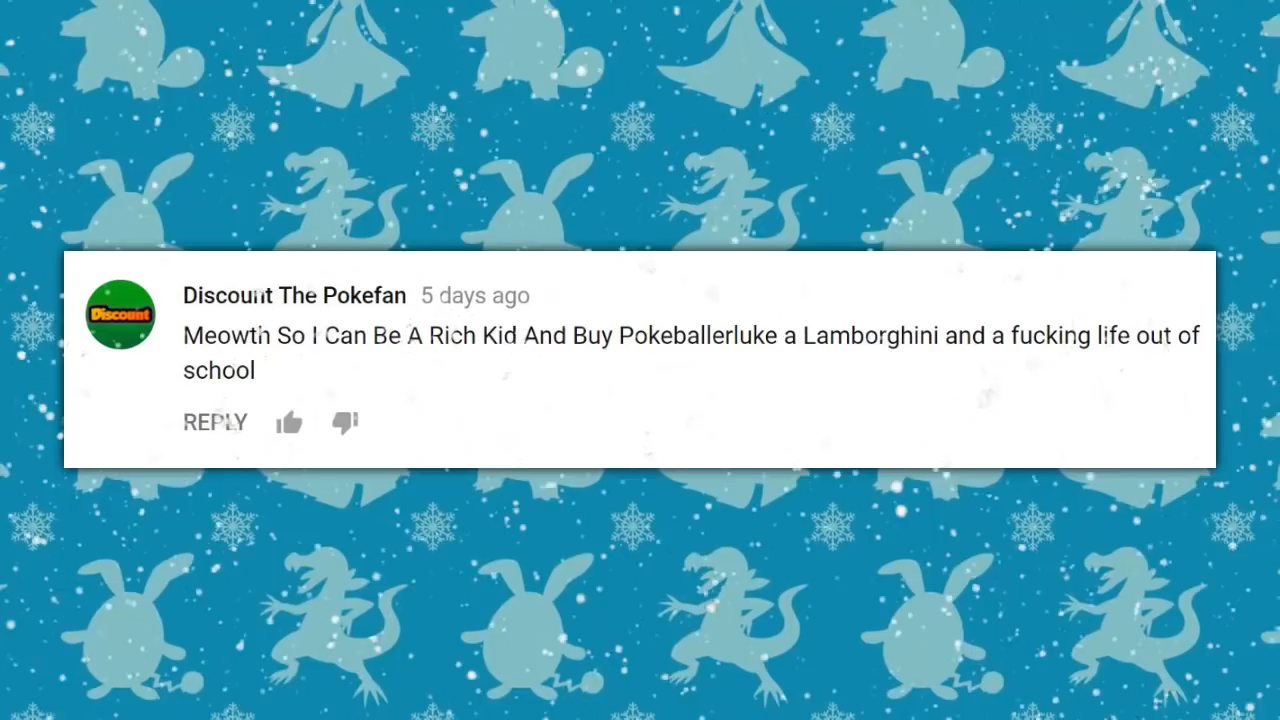 Discount
Discount The Pokefan 5 days ago
Meowth So I Can Be A Rich Kid And Buy Pokeballerluke a Lamborghini and a fucking life out of
school
REPLY